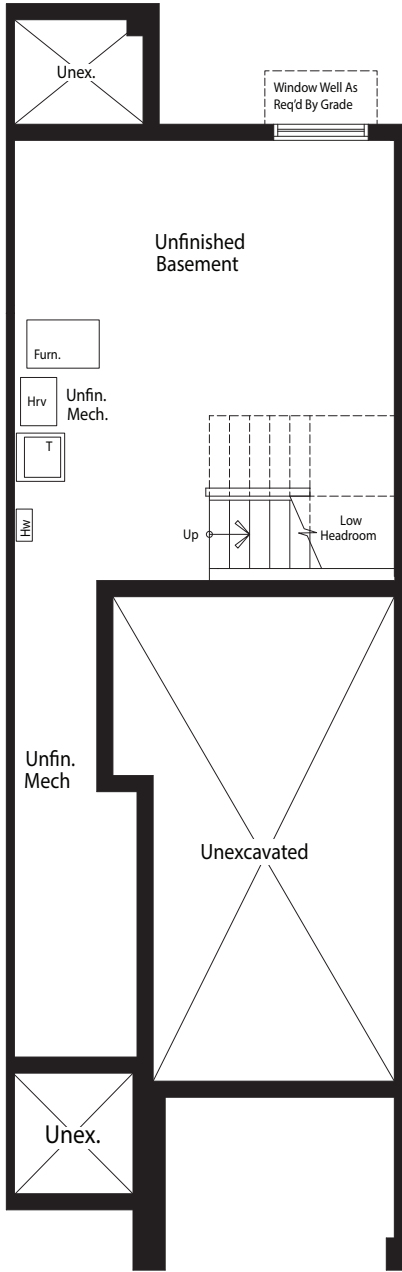 Unex.
Window Well As
Req'd By Grade
Unfinished
Basement
Furn.
Hrv
Unfin.
Mech.
T
Hw
Up
Low
Headroom
Unfin.
Mech
Unexcavated
Unex.